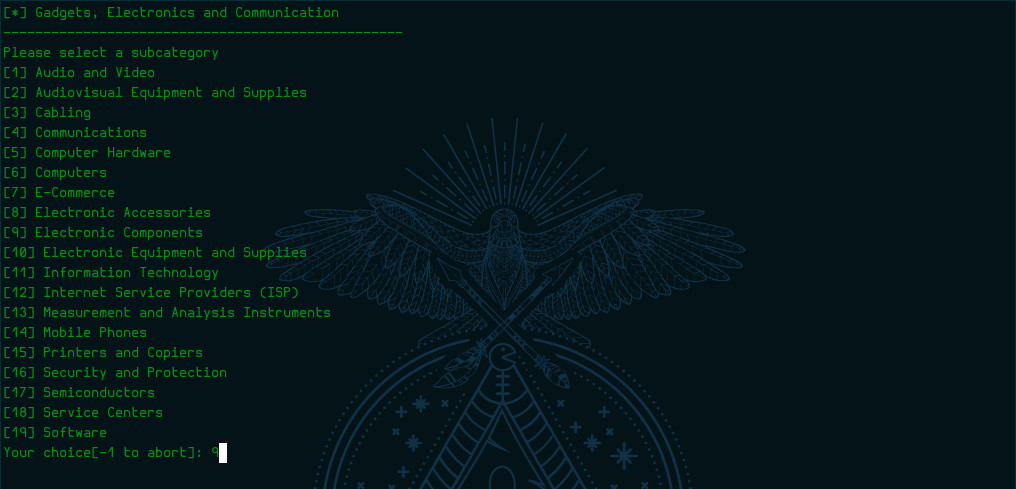 [*] Gadgets, Electronics and Communication
--------------------------------------------------
Please select a subcategory
[1] Audio and Video
[2] Audiovisual Equipment and Supplies
[3] Cabling
[4] Communications
[5] Computer Hardware
[6] Computers
[7] E-Commerce
[8] Electronic Accessories
[9] Electronic Components
[10] Electronic Equipment and Supplies
[11] Information Technology
[12] Internet Service Providers (ISP)
[13] Measurement and Analysis Instruments
[14] Mobile Phones
[15] Printers and Copiers
[16] Security and Protection
[17] Semiconductors
[18] Service Centers
[19] Software
Your choice[-1 to abort]: 9